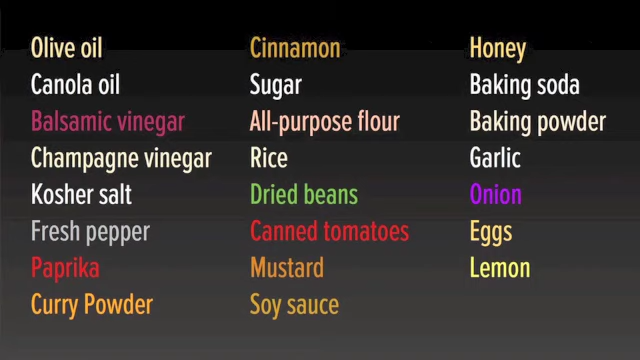 Olive oil
Canola oil
Balsamic vinegar
Champagne vinegar
Kosher salt
Fresh pepper
Paprika
Curry Powder
Cinnamon
Sugar
All-purpose flour
Rice
Dried beans
Canned tomatoes
Mustard
Soy sauce
Honey
Baking soda
Baking powder
Garlic
Onion
Eggs
Lemon